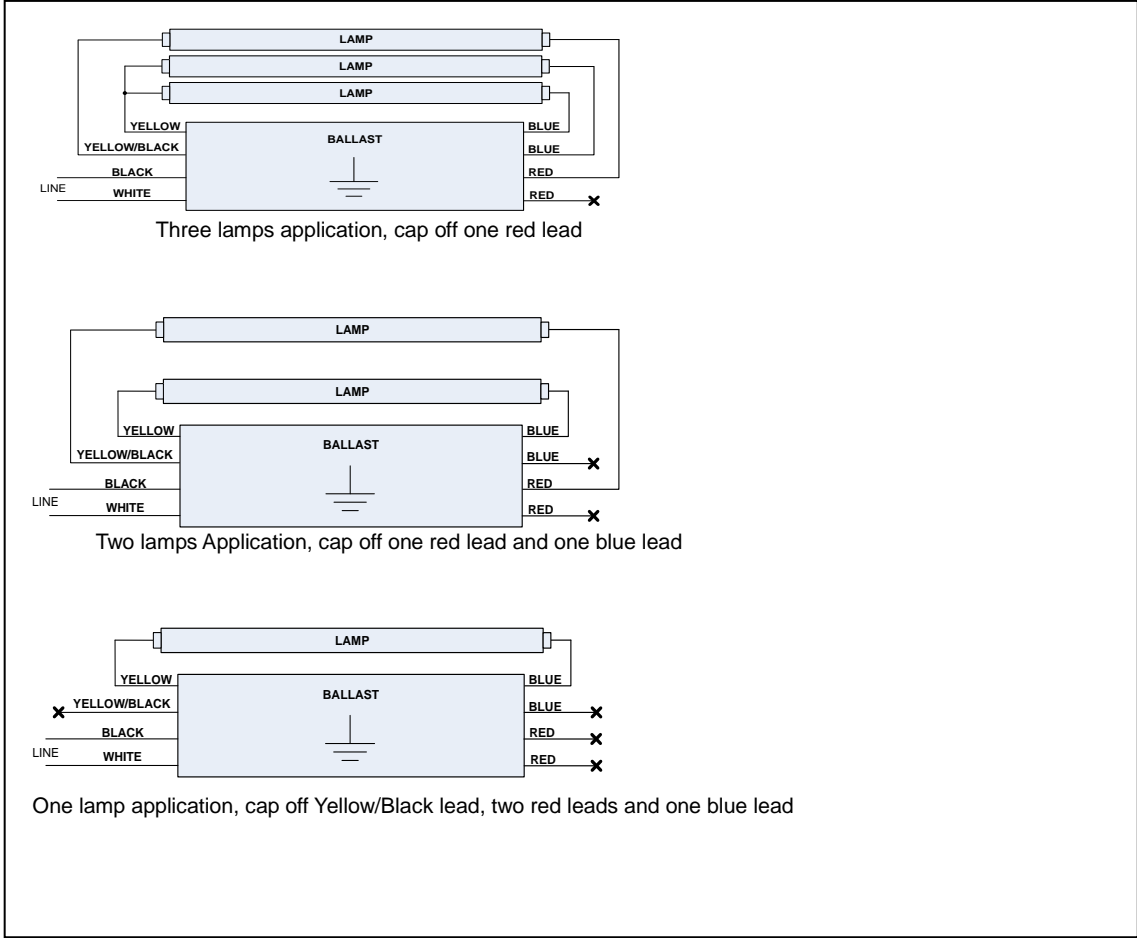 LAMP
LAMP
LAMP
YELLOW BLUE
BALLAST
YELLOW/BLACK BLUE
BLACK RED
LINE
WHITE RED
Three lamps application, cap off one red lead
LAMP
LAMP
YELLOW BLUE
BALLAST
YELLOW/BLACK BLUE
BLACK RED
LINE
WHITE RED
Two lamps Application, cap off one red lead and one blue lead
LAMP
YELLOW BLUE
BALLAST
YELLOW/BLACK BLUE
BLACK RED
LINE
WHITE RED
One lamp application, cap off Yellow/Black lead, two red leads and one blue lead